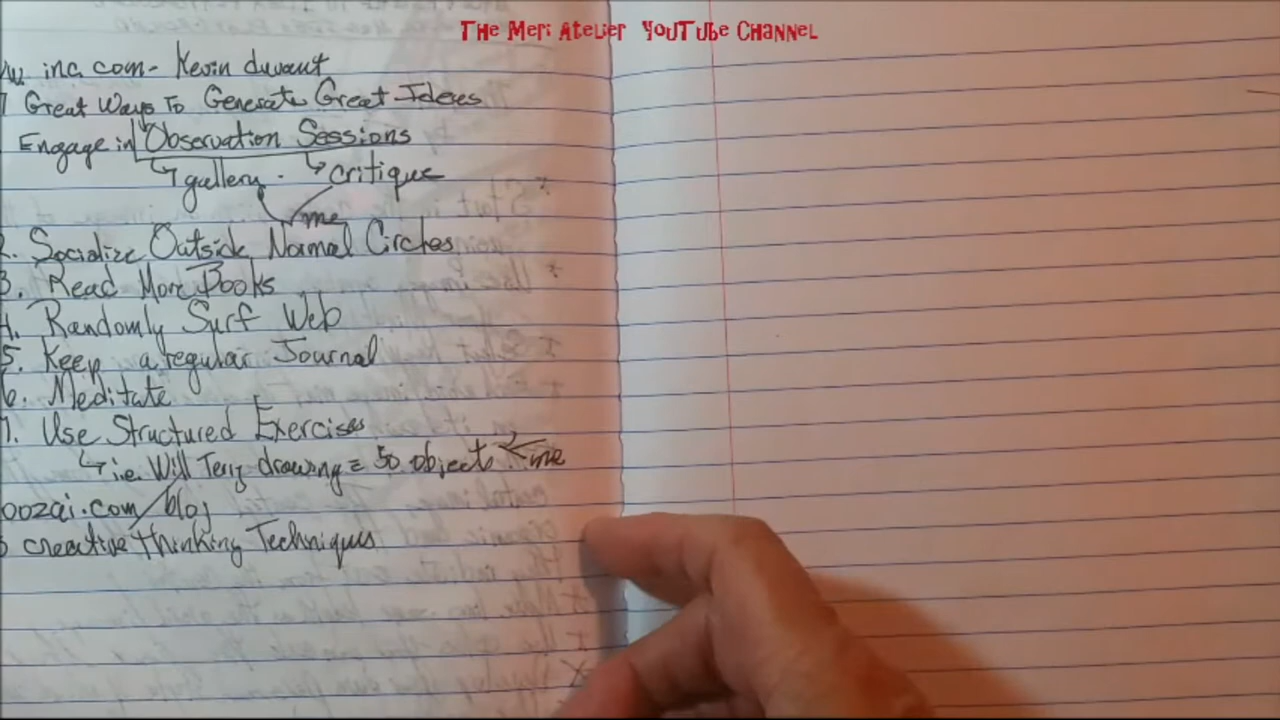 The Meri Atelier YouTube Channel
inc.com- Kevin duvant
7 Great Ways To Generate Great Ideas
Engage in Observation Sessions
↳ gallery. ↳ critique
me
2. Socialize Outside Normal Circles
3. Read More Books
4. Randomly Surf Web
5. Keep a regular Journal
6. Meditate
7. Use Structured Exercises
↳ i.e. Will Terry drawing = 50 objects ← me
oozai.com/blog
creative thinking Techniques